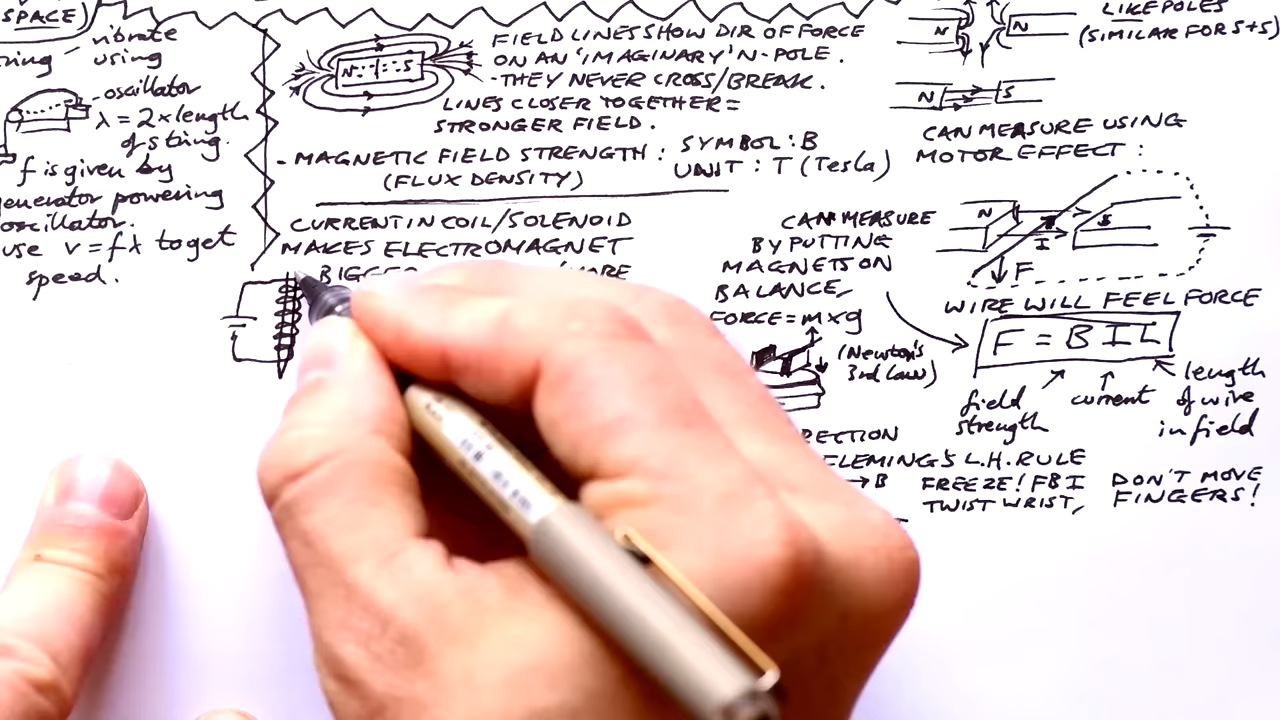 SPACE)
vibrate
using
oscillator
λ = 2 x length
of string.
f is given by
generator powering
oscillator.
use v = fλ to get
speed.
N S
FIELD LINES SHOW DIR OF FORCE
ON AN 'IMAGINARY' N-POLE.
- THEY NEVER CROSS/BREAK.
LINES CLOSER TOGETHER =
STRONGER FIELD.
- MAGNETIC FIELD STRENGTH : SYMBOL : B
(FLUX DENSITY) UNIT : T (Tesla)
CURRENT IN COIL/SOLENOID
MAKES ELECTROMAGNET
BIGGER
CAN MEASURE
BY PUTTING
MAGNETS ON
BALANCE,
FORCE = m x g
(Newton's
3rd Law)
LIKE POLES
N N (SIMILAR FOR S+S)
N S
CAN MEASURE USING
MOTOR EFFECT :
N S
I
F
WIRE WILL FEEL FORCE
F = BIL
field
strength
current
length
of wire
in field
FLEMING'S L.H. RULE
→ B FREEZE! FBI DON'T MOVE
TWIST WRIST, FINGERS!